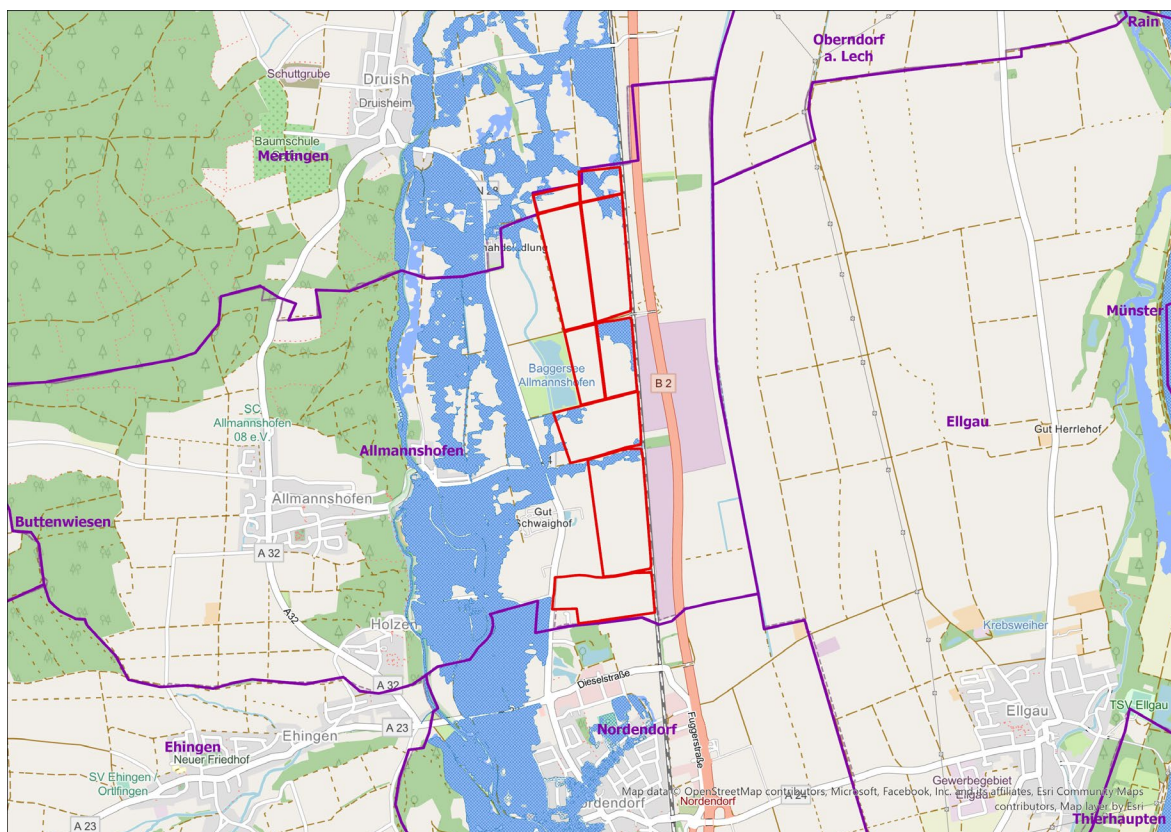 Rain
Oberndorf
a. Lech
Schuttgrube
Druisheim
Baumschule
Mertingen
Münster
Baggersee
Allmannshofen
B 2
SC
Allmannshofen
08 e.V.
Ellgau
Gut Herrlehof
Allmannshofen
Allmannshofen
Gut
Schwaighof
Buttenwiesen
A 32
A32
Holzen
Krebsweiher
Dieselstraße
A 32
TSV Ellgau
Ellgau
A 23
Nordendorf
Fuggerstraße
Ehingen
Ehingen
Neuer Friedhof
SV Ehingen
Ortlfingen
Gewerbegebiet
Ellgau
Nordendorf
A 24
A 23
Map data © OpenStreetMap contributors, Microsoft, Facebook, Inc. and its affiliates, Esri Community Maps
contributors, Map layer by Esri
Thierhaupten